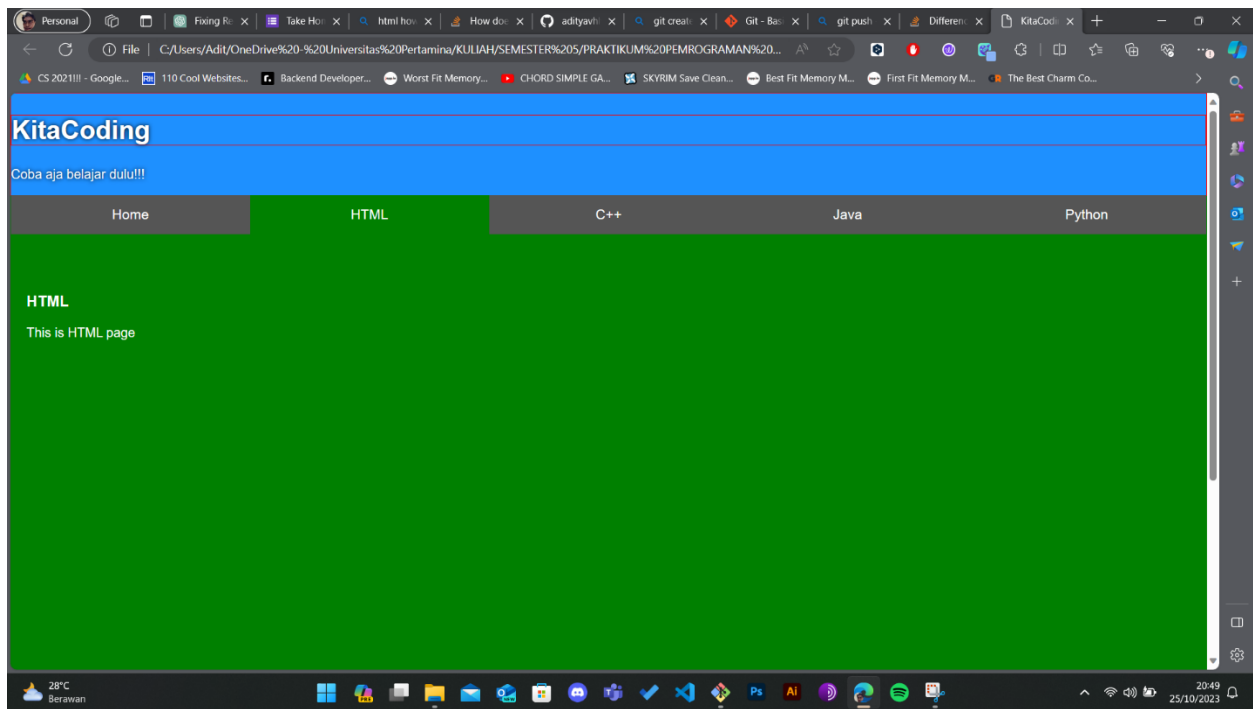 Personal
Fixing Re
Take Hom
html how
How doe
adityavhi
git create
Git - Basi
git push
Differenc
KitaCodi
File
C:/Users/Adit/OneDrive%20-%20Universitas%20Pertamina/KULIAH/SEMESTER%205/PRAKTIKUM%20PEMROGRAMAN%20...
CS 2021!!! - Google...
110 Cool Websites...
Backend Developer...
Worst Fit Memory...
CHORD SIMPLE GA...
SKYRIM Save Clean...
Best Fit Memory M...
First Fit Memory M...
The Best Charm Co...
KitaCoding
Coba aja belajar dulu!!!
Home
HTML
C++
Java
Python
HTML
This is HTML page
28°C
Berawan
Ps
Ai
20:49
25/10/2023